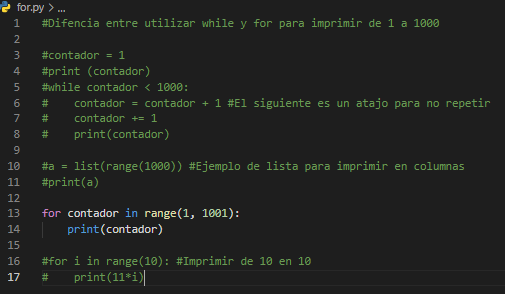 for.py > ...
1 #Difencia entre utilizar while y for para imprimir de 1 a 1000
2
3 #contador = 1
4 #print (contador)
5 #while contador < 1000:
6 #    contador = contador + 1 #El siguiente es un atajo para no repetir
7 #    contador += 1
8 #    print(contador)
9
10 #a = list(range(1000)) #Ejemplo de lista para imprimir en columnas
11 #print(a)
12
13 for contador in range(1, 1001):
14     print(contador)
15
16 #for i in range(10): #Imprimir de 10 en 10
17 #    print(11*i)